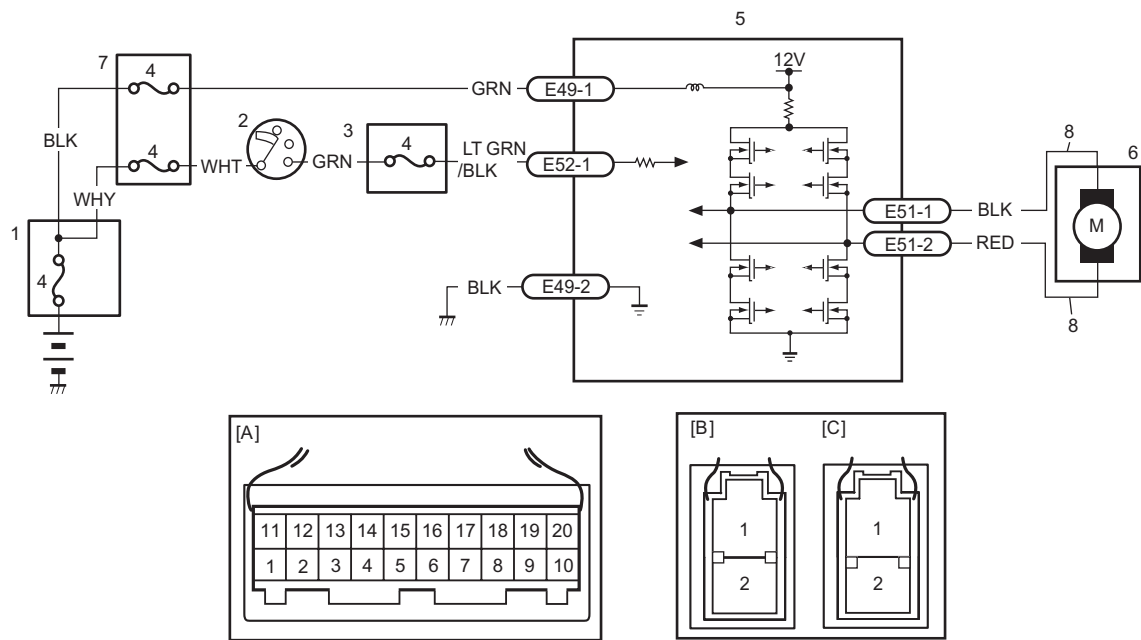 5
7
4
12V
GRN
E49-1
BLK
2
3
4
WHT
GRN
4
LT GRN
/BLK
E52-1
8
6
WHY
1
E51-1
BLK
M
E51-2
RED
4
BLK
E49-2
8
[A]
11 12 13 14 15 16 17 18 19 20
1 2 3 4 5 6 7 8 9 10
[B]
1
2
[C]
1
2